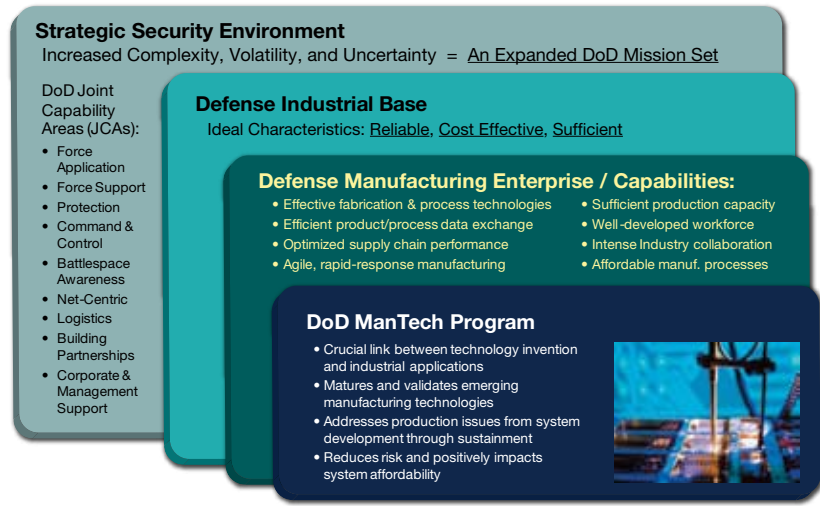 Strategic Security Environment
Increased Complexity, Volatility, and Uncertainty = An Expanded DoD Mission Set
DoD Joint
Capability
Areas (JCAs):
• Force
Application
• Force Support
• Protection
• Command &
Control
• Battlespace
Awareness
• Net-Centric
• Logistics
• Building
Partnerships
• Corporate &
Management
Support
Defense Industrial Base
Ideal Characteristics: Reliable, Cost Effective, Sufficient
Defense Manufacturing Enterprise / Capabilities:
• Effective fabrication & process technologies
• Efficient product/process data exchange
• Optimized supply chain performance
• Agile, rapid-response manufacturing
• Sufficient production capacity
• Well-developed workforce
• Intense Industry collaboration
• Affordable manuf. processes
DoD ManTech Program
• Crucial link between technology invention
and industrial applications
• Matures and validates emerging
manufacturing technologies
• Addresses production issues from system
development through sustainment
• Reduces risk and positively impacts
system affordability